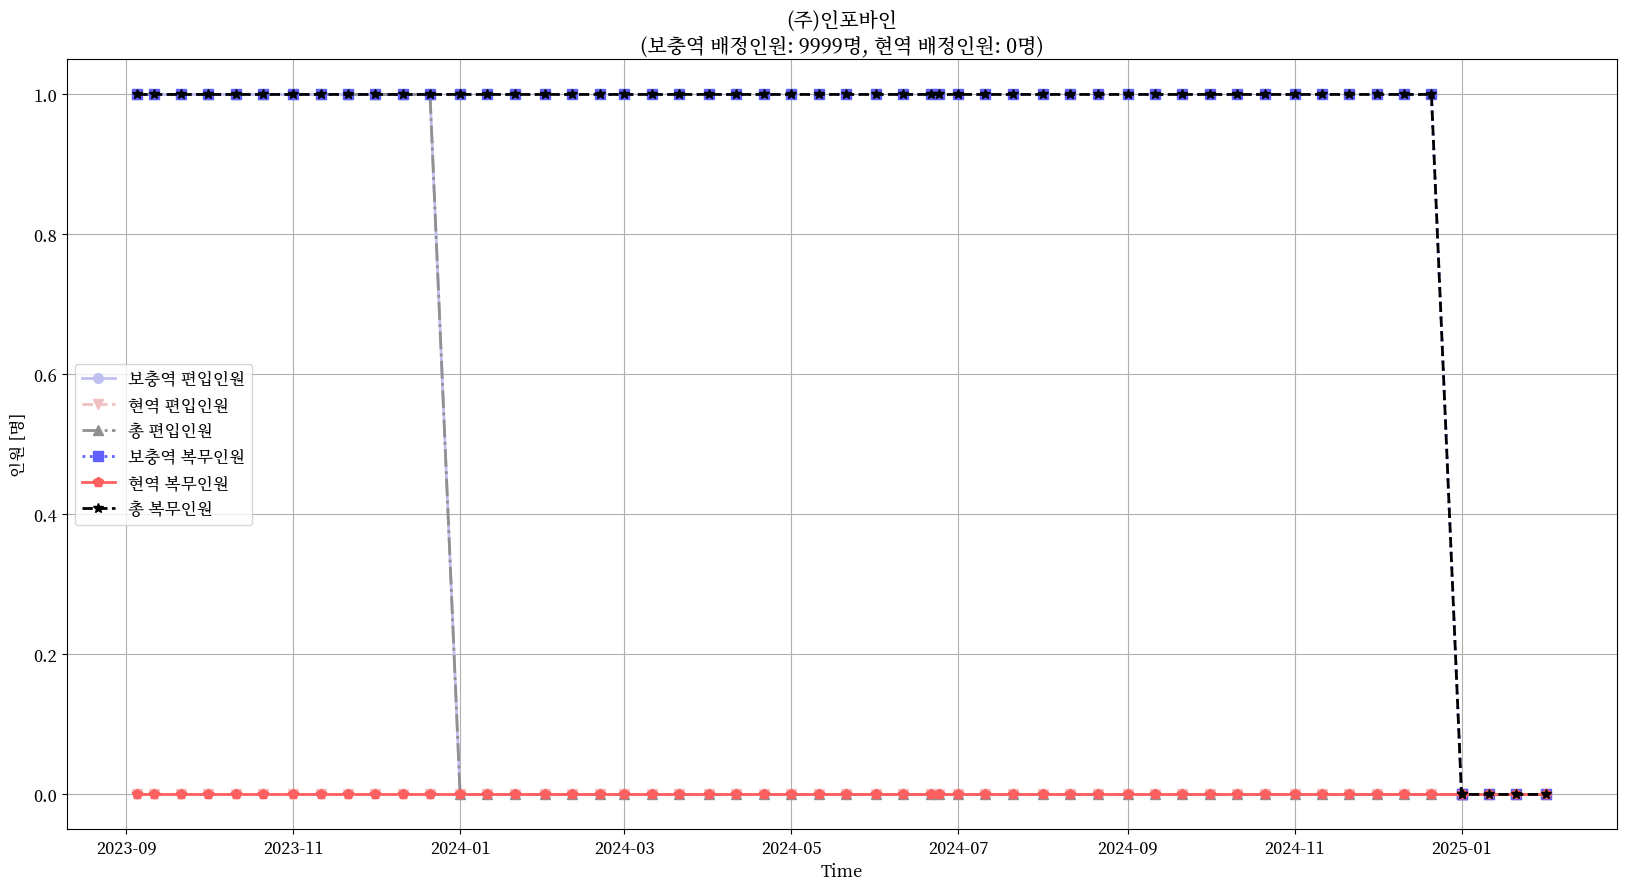 (주)인포바인
(보충역 배정인원: 9999명, 현역 배정인원: 0명)
인원 [명]
1.0
0.8
0.6
0.4
0.2
0.0
보충역 편입인원
현역 편입인원
총 편입인원
보충역 복무인원
현역 복무인원
총 복무인원
2023-09
2023-11
2024-01
2024-03
2024-05
2024-07
2024-09
2024-11
2025-01
Time